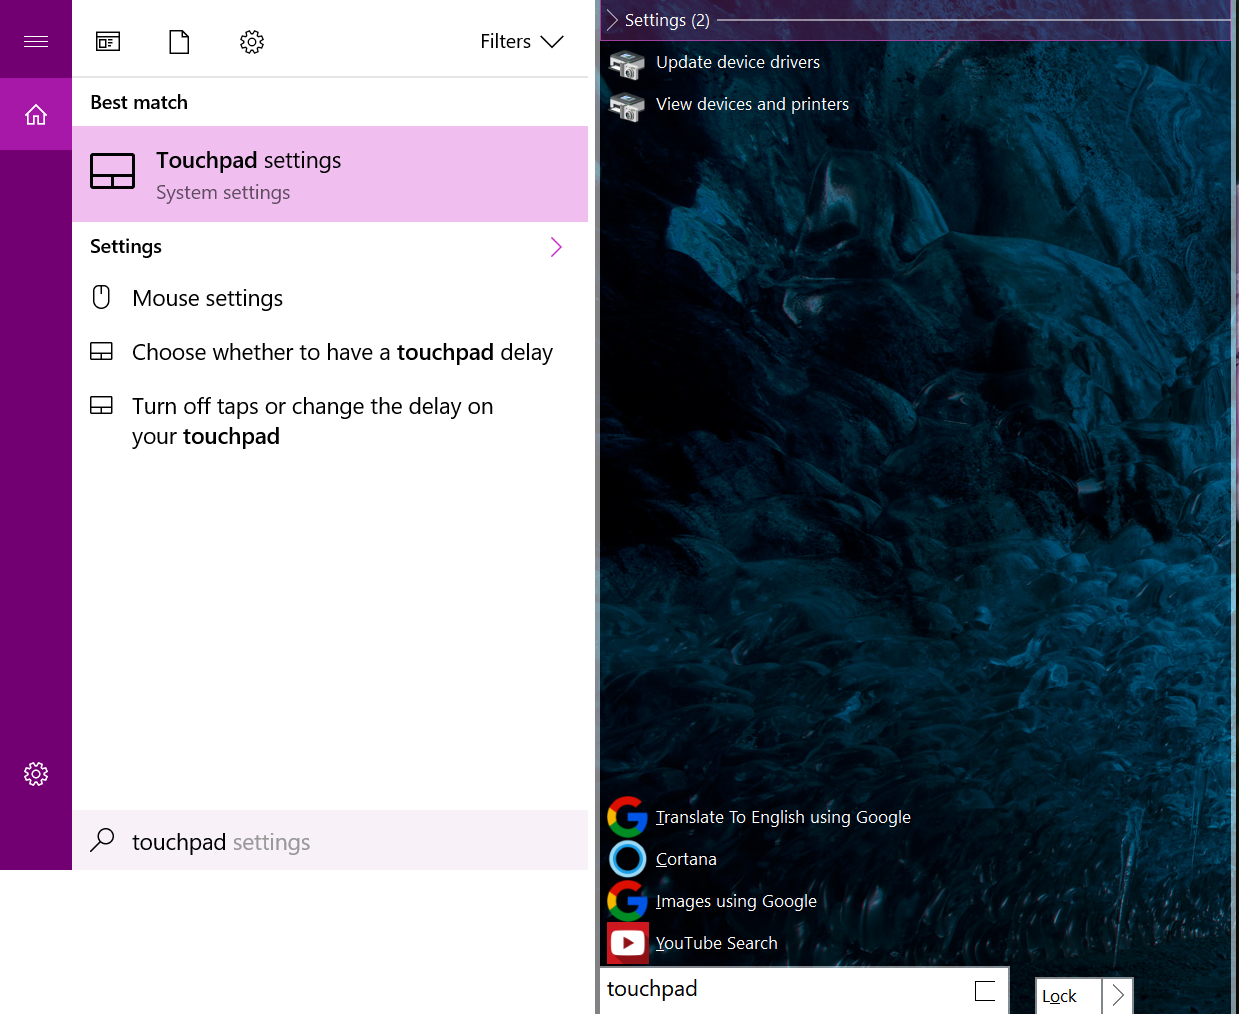 Filters
Best match
Touchpad settings
System settings
Settings
Mouse settings
Choose whether to have a touchpad delay
Turn off taps or change the delay on
your touchpad
touchpad settings
Settings (2)
Update device drivers
View devices and printers
Translate To English using Google
Cortana
Images using Google
YouTube Search
touchpad
Lock